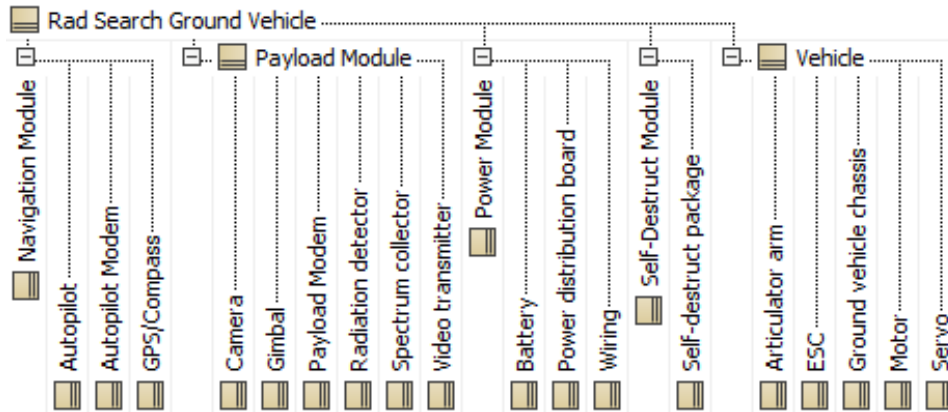 Rad Search Ground Vehicle
Navigation Module
Autopilot
Autopilot Modem
GPS/Compass
Payload Module
Camera
Gimbal
Payload Modem
Radiation detector
Spectrum collector
Video transmitter
Power Module
Battery
Power distribution board
Wiring
Self-Destruct Module
Self-destruct package
Vehicle
Articulator arm
ESC
Ground vehicle chassis
Motor
Servo